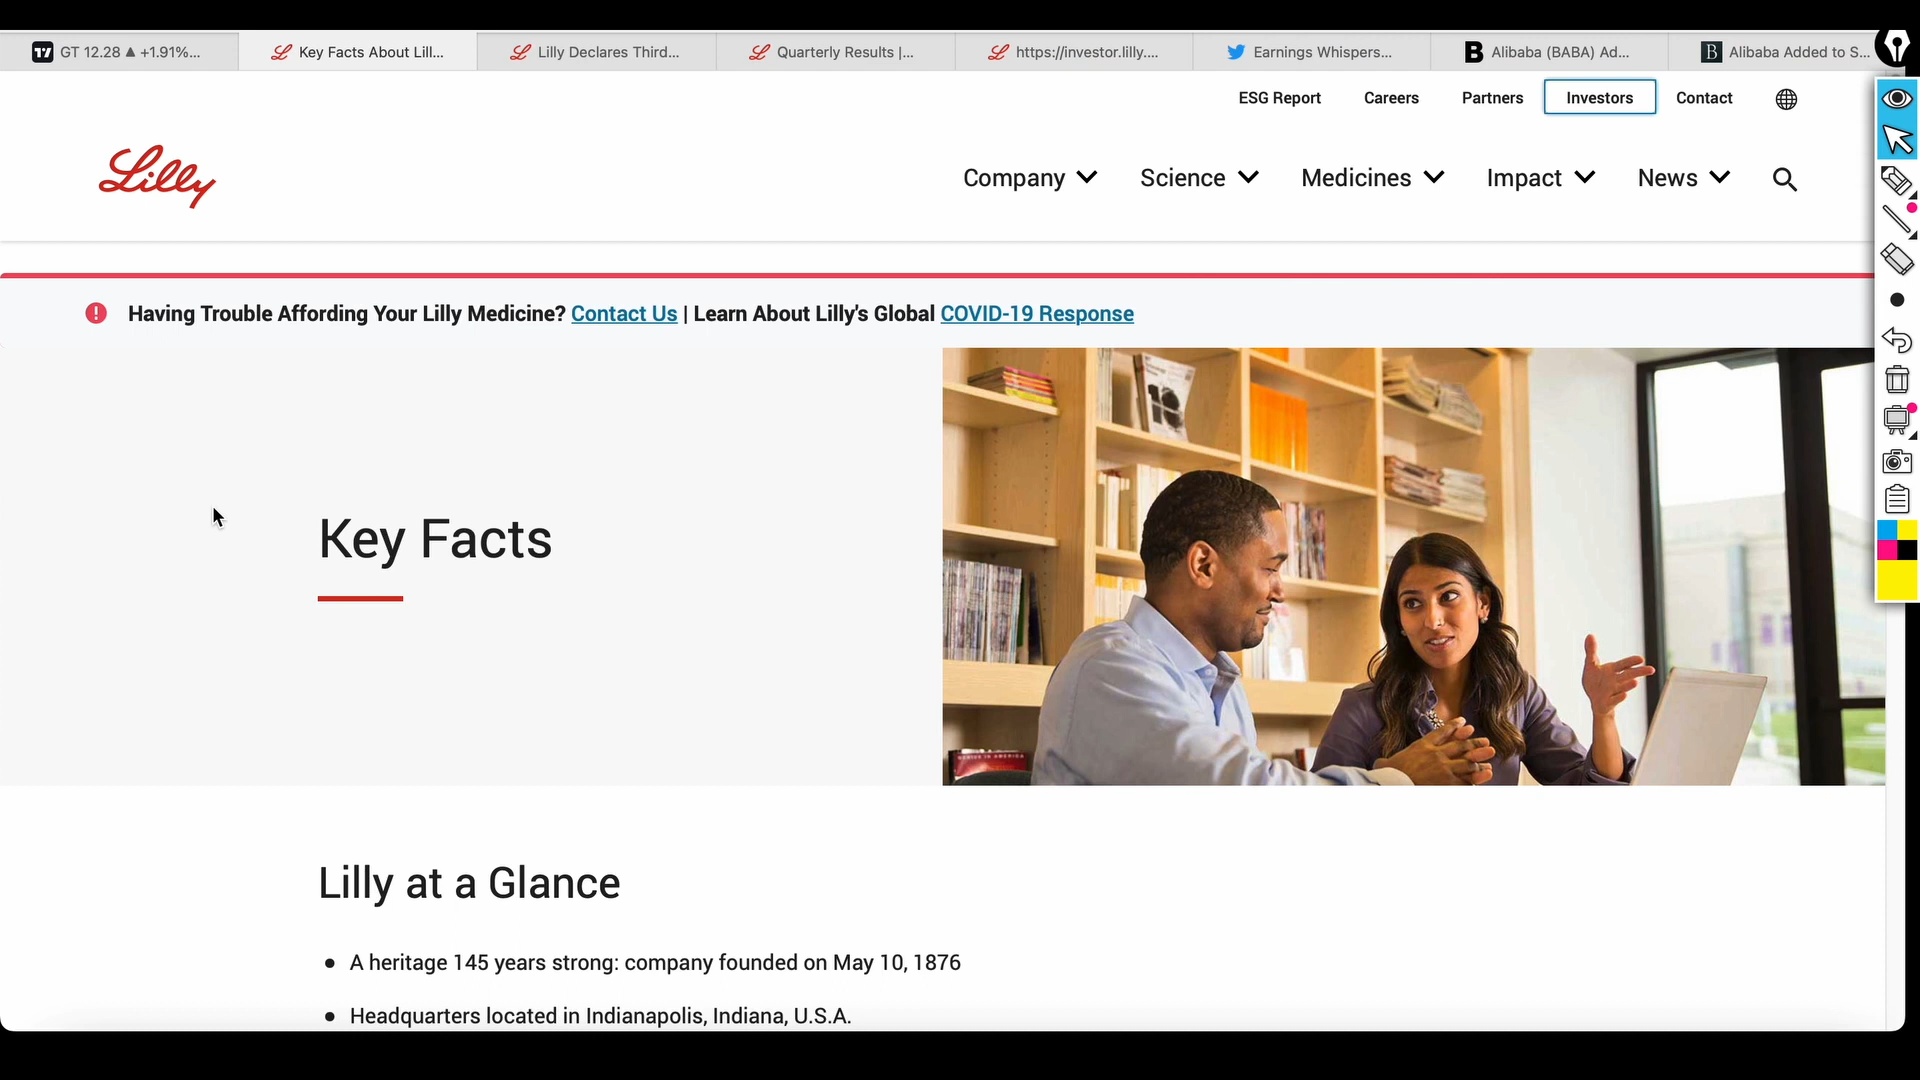 GT 12.28 ▲ +1.91%...
Key Facts About Lill...
Lilly Declares Third...
Quarterly Results |...
https://investor.lilly....
Earnings Whispers...
Alibaba (BABA) Ad...
Alibaba Added to S...
ESG Report
Careers
Partners
Investors
Contact
Lilly
Company
Science
Medicines
Impact
News
Having Trouble Affording Your Lilly Medicine? Contact Us | Learn About Lilly's Global COVID-19 Response
Key Facts
Lilly at a Glance
A heritage 145 years strong: company founded on May 10, 1876
Headquarters located in Indianapolis, Indiana, U.S.A.